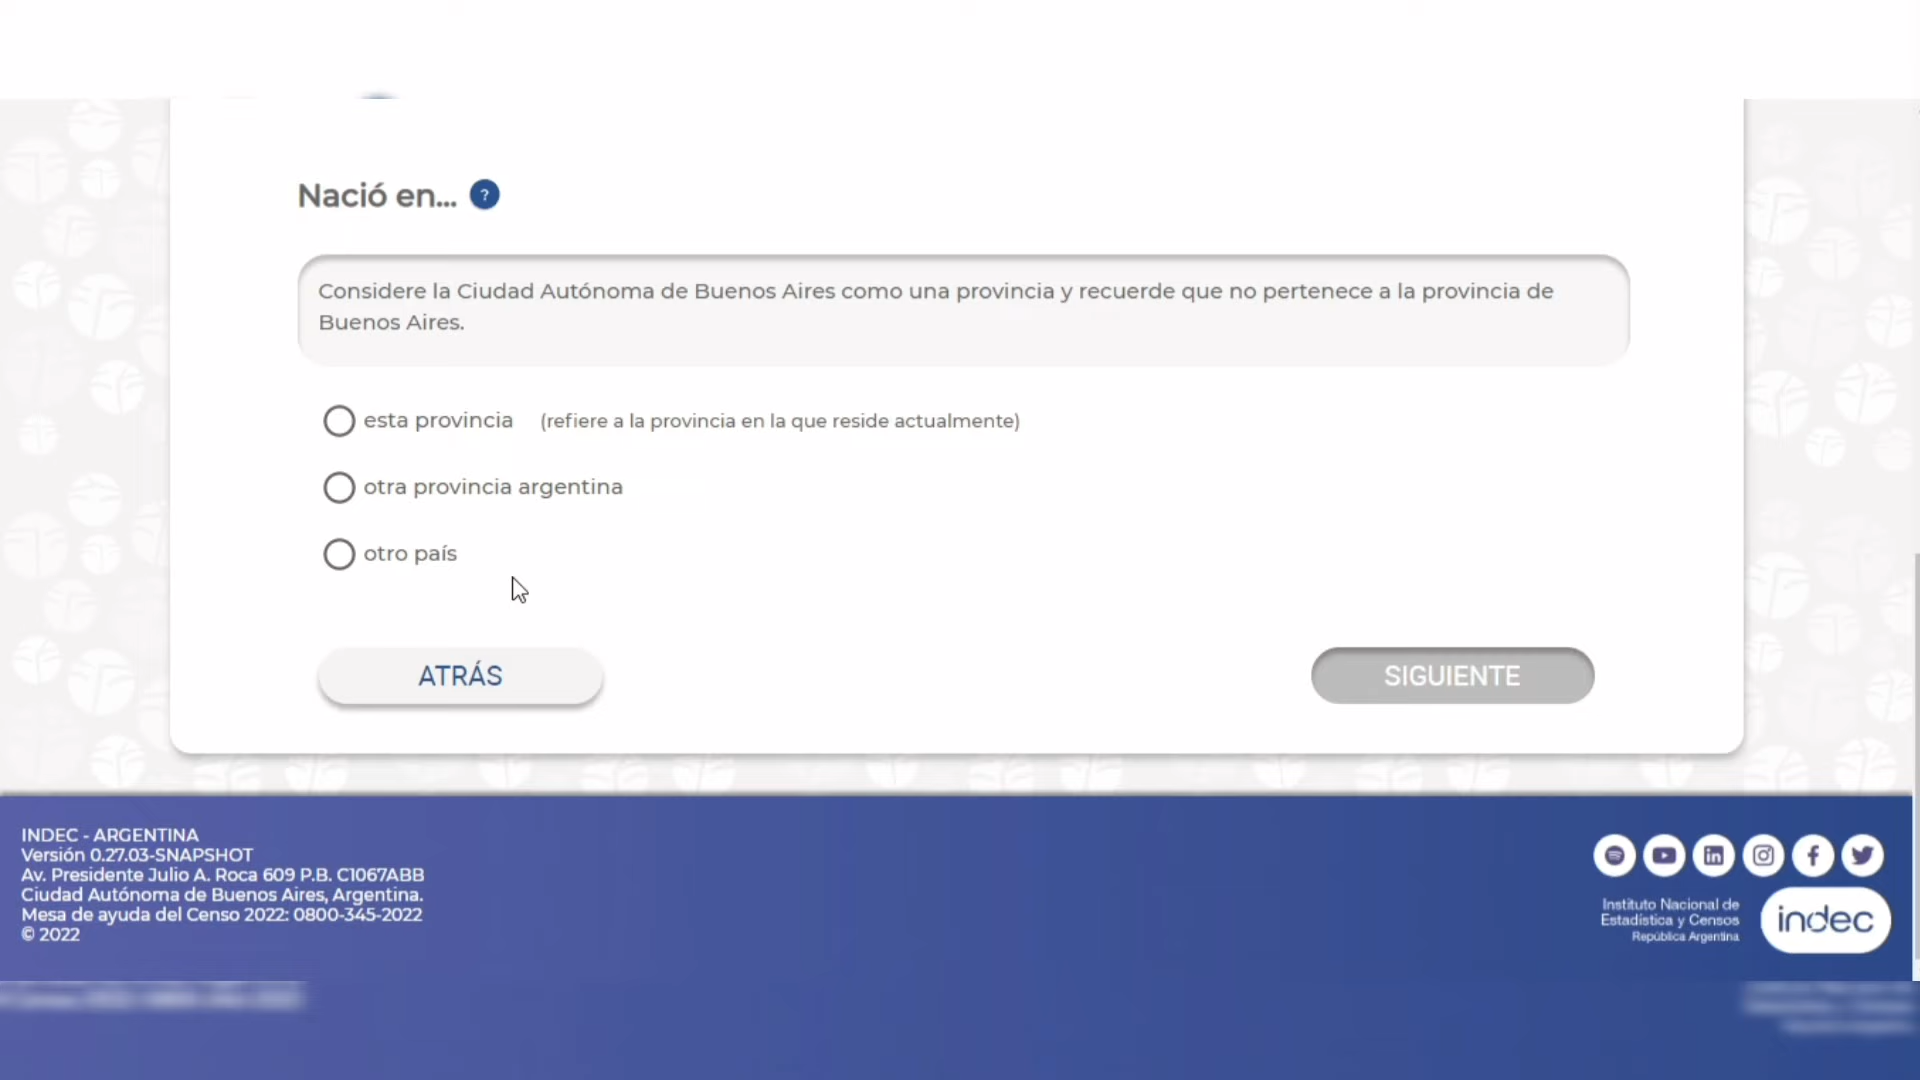 Nació en... ?
Considere la Ciudad Autónoma de Buenos Aires como una provincia y recuerde que no pertenece a la provincia de
Buenos Aires.
esta provincia (refiere a la provincia en la que reside actualmente)
otra provincia argentina
otro país
ATRÁS
SIGUIENTE
INDEC - ARGENTINA
Versión 0.27.03-SNAPSHOT
Av. Presidente Julio A. Roca 609 P.B. C1067ABB
Ciudad Autónoma de Buenos Aires, Argentina.
Mesa de ayuda del Censo 2022: 0800-345-2022
© 2022
Instituto Nacional de
Estadística y Censos
República Argentina
indec